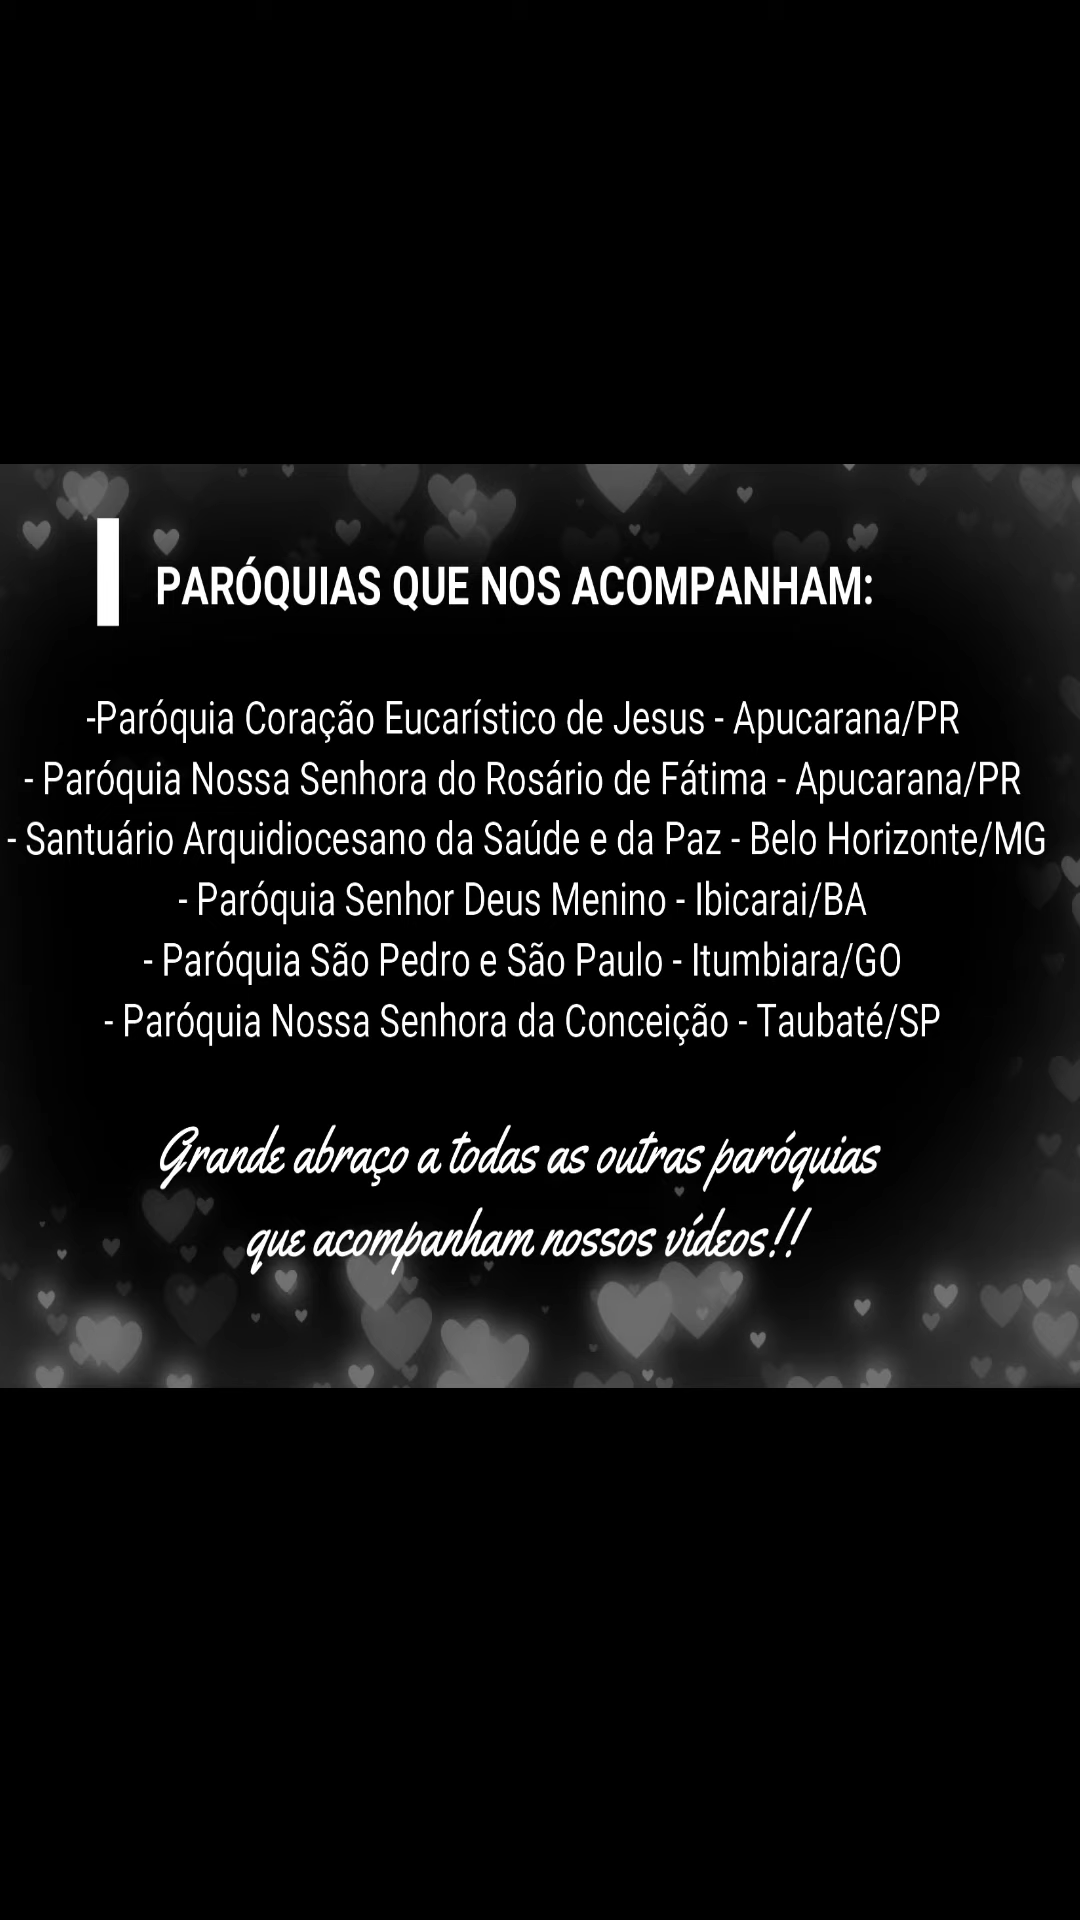 PARÓQUIAS QUE NOS ACOMPANHAM:
-Paróquia Coração Eucarístico de Jesus - Apucarana/PR
- Paróquia Nossa Senhora do Rosário de Fátima - Apucarana/PR
- Santuário Arquidiocesano da Saúde e da Paz - Belo Horizonte/MG
- Paróquia Senhor Deus Menino - Ibicarai/BA
- Paróquia São Pedro e São Paulo - Itumbiara/GO
- Paróquia Nossa Senhora da Conceição - Taubaté/SP
Grande abraço a todas as outras paróquias
que acompanham nossos vídeos!!